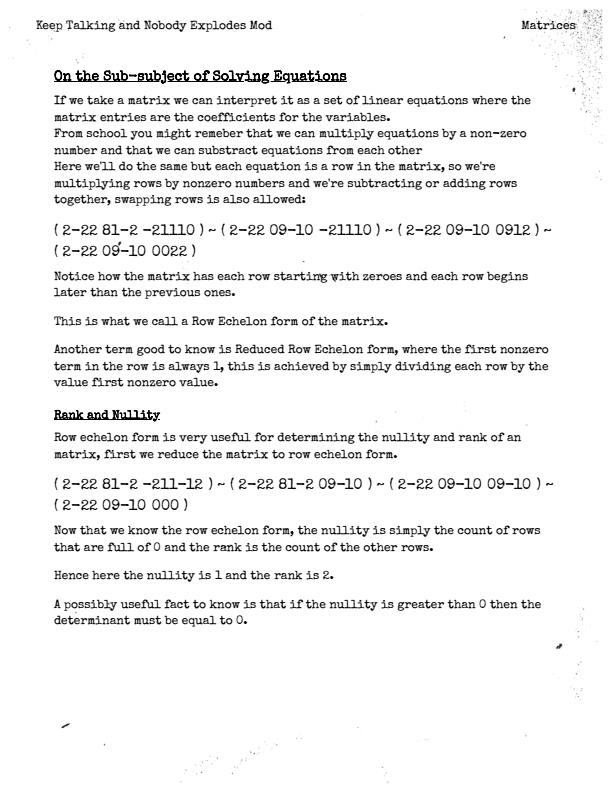 Keep Talking and Nobody Explodes Mod
Matrices
On the Sub-subject of Solving Equations
If we take a matrix we can interpret it as a set of linear equations where the
matrix entries are the coefficients for the variables.
From school you might remeber that we can multiply equations by a non-zero
number and that we can substract equations from each other
Here we'll do the same but each equation is a row in the matrix, so we're
multiplying rows by nonzero numbers and we're subtracting or adding rows
together, swapping rows is also allowed:
( 2-22 81-2 -21110 ) ~ ( 2-22 09-10 -21110 ) ~ ( 2-22 09-10 0912 ) ~
( 2-22 09-10 0022 )
Notice how the matrix has each row starting with zeroes and each row begins
later than the previous ones.
This is what we call a Row Echelon form of the matrix.
Another term good to know is Reduced Row Echelon form, where the first nonzero
term in the row is always 1, this is achieved by simply dividing each row by the
value first nonzero value.
Rank and Nullity
Row echelon form is very useful for determining the nullity and rank of an
matrix, first we reduce the matrix to row echelon form.
( 2-22 81-2 -211-12 ) ~ ( 2-22 81-2 09-10 ) ~ ( 2-22 09-10 09-10 ) ~
( 2-22 09-10 000 )
Now that we know the row echelon form, the nullity is simply the count of rows
that are full of 0 and the rank is the count of the other rows.
Hence here the nullity is 1 and the rank is 2.
A possibly useful fact to know is that if the nullity is greater than 0 then the
determinant must be equal to 0.